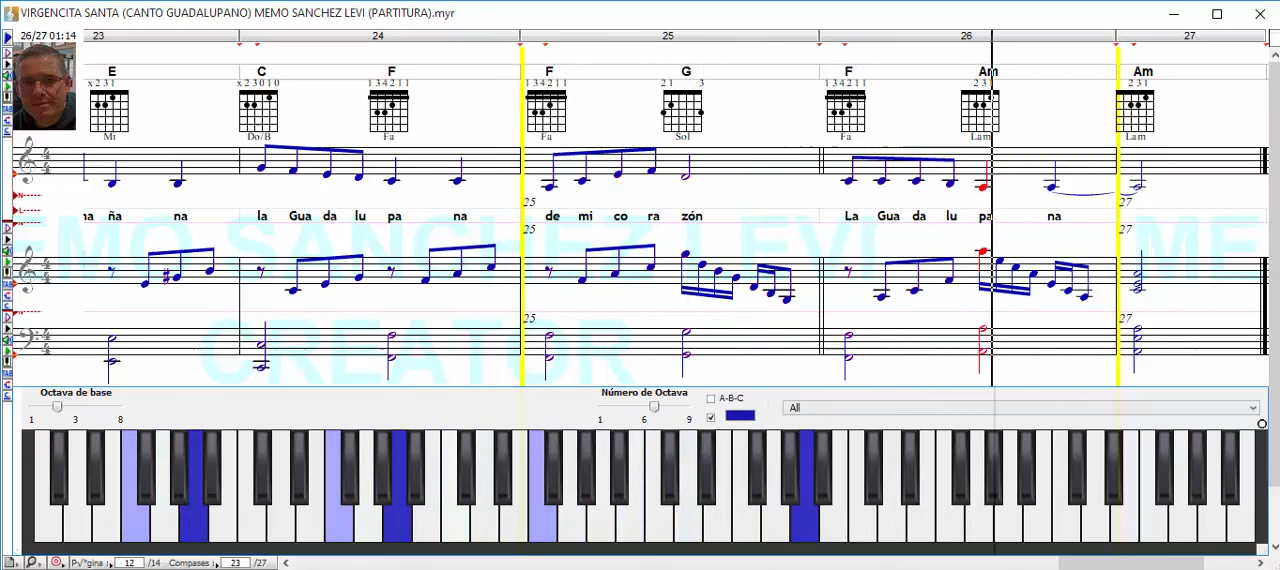 VIRGENCITA SANTA (CANTO GUADALUPANO) MEMO SANCHEZ LEVI (PARTITURA).myr
26/27 01:14 23 24 25 26 27
E C F F G F Am Am
x 2 3 1 x 2 3 0 1 0 1 3 4 2 1 1 1 3 4 2 1 1 2 1 3 1 3 4 2 1 1 2 3 1 2 3 1
Mi Do/B Fa Fa Sol Fa Lam Lam
25 27
ña na la Gua da lu pa na de mi co ra zón La Gua da lu pa na
25 27
MEMO SANCHEZ LEVI ME
25 27
CREATOR
Octava de base Número de Octava A-B-C All
1 3 8 1 6 9
12 /14 Compases 23 /27